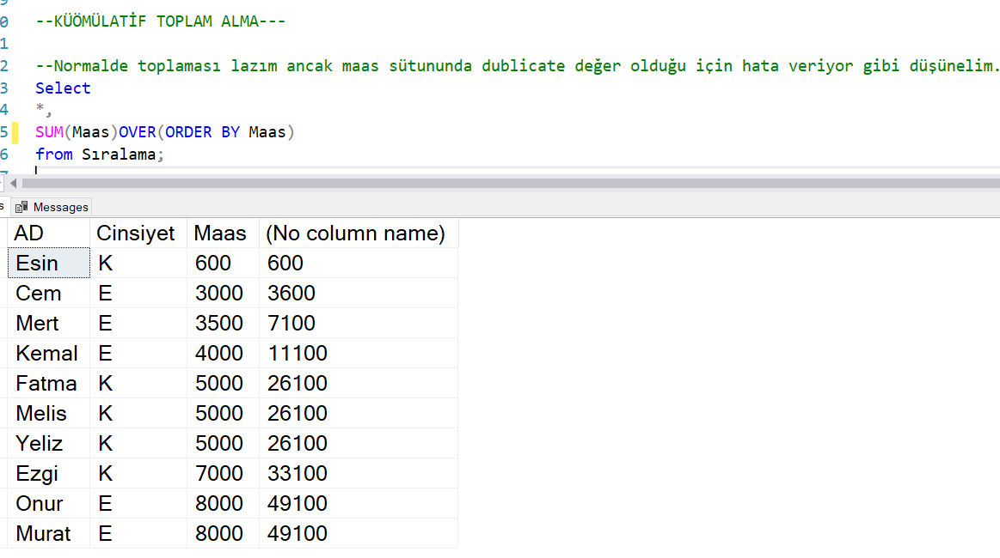 --KÜÖMÜLATİF TOPLAM ALMA---
--Normalde toplaması lazım ancak maas sütununda dublicate değer olduğu için hata veriyor gibi düşünelim.
Select
*,
SUM(Maas)OVER(ORDER BY Maas)
from Sıralama;
Messages
AD Cinsiyet Maas (No column name)
Esin K 600 600
Cem E 3000 3600
Mert E 3500 7100
Kemal E 4000 11100
Fatma K 5000 26100
Melis K 5000 26100
Yeliz K 5000 26100
Ezgi K 7000 33100
Onur E 8000 49100
Murat E 8000 49100